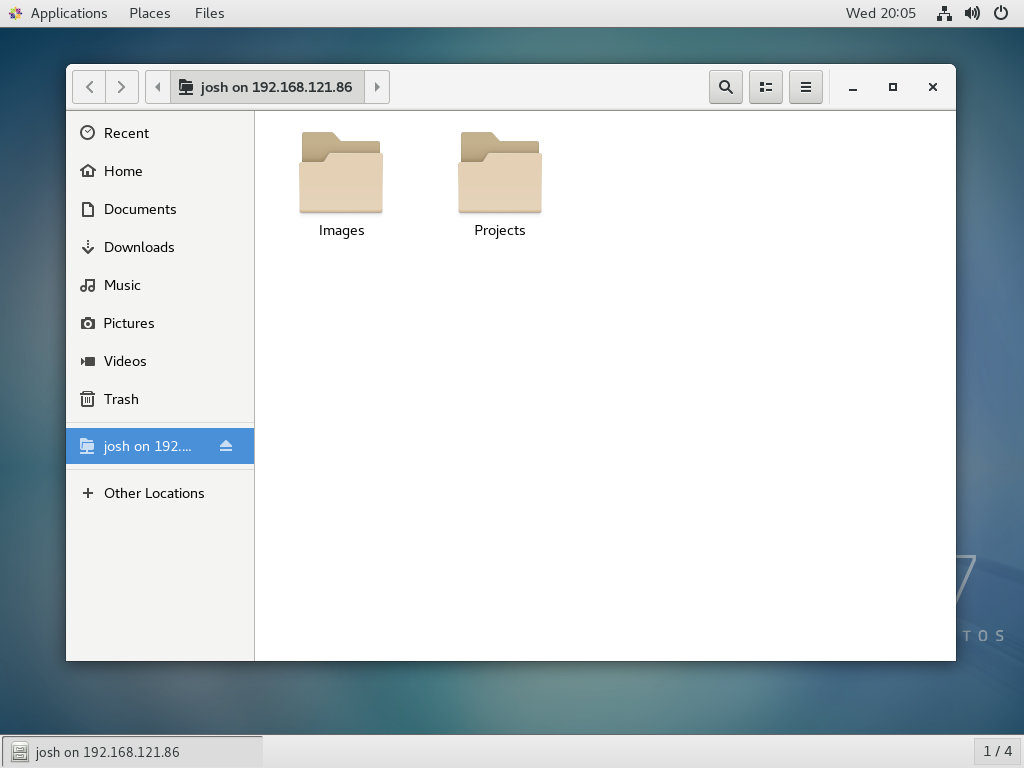 Applications Places Files Wed 20:05
josh on 192.168.121.86
Recent
Home
Documents
Downloads
Music
Pictures
Videos
Trash
josh on 192....
Other Locations
Images Projects
7
TOS
josh on 192.168.121.86 1 / 4